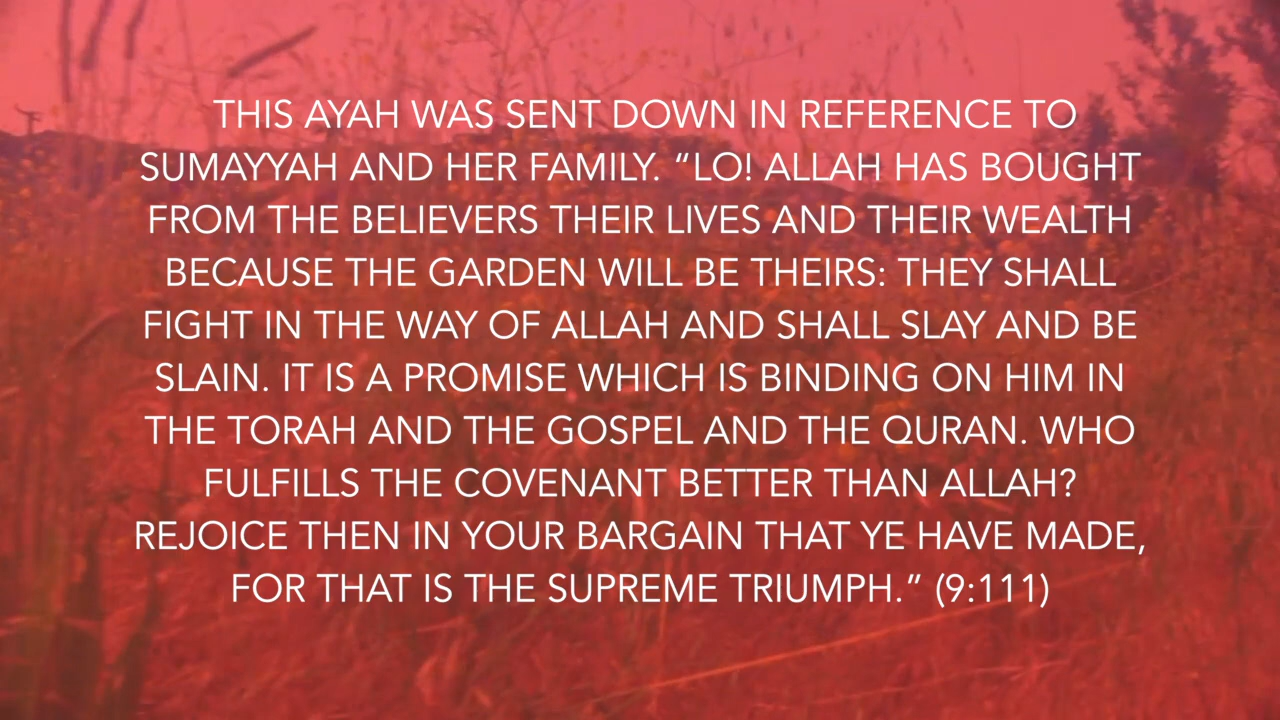 THIS AYAH WAS SENT DOWN IN REFERENCE TO
SUMAYYAH AND HER FAMILY. “LO! ALLAH HAS BOUGHT
FROM THE BELIEVERS THEIR LIVES AND THEIR WEALTH
BECAUSE THE GARDEN WILL BE THEIRS: THEY SHALL
FIGHT IN THE WAY OF ALLAH AND SHALL SLAY AND BE
SLAIN. IT IS A PROMISE WHICH IS BINDING ON HIM IN
THE TORAH AND THE GOSPEL AND THE QURAN. WHO
FULFILLS THE COVENANT BETTER THAN ALLAH?
REJOICE THEN IN YOUR BARGAIN THAT YE HAVE MADE,
FOR THAT IS THE SUPREME TRIUMPH.” (9:111)